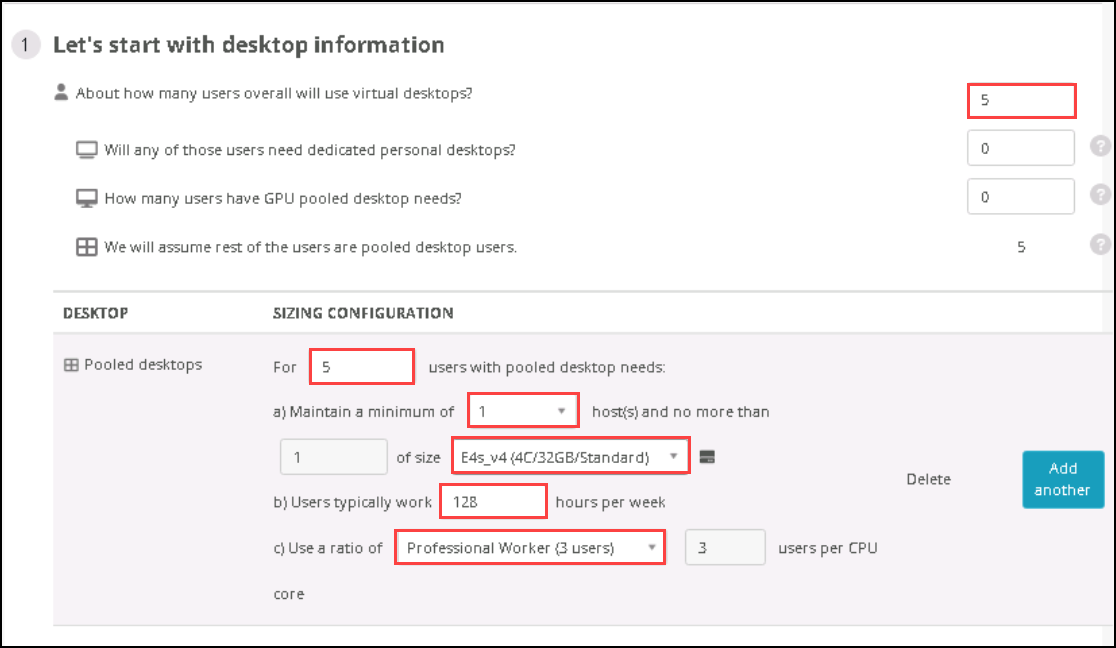 1 Let's start with desktop information
About how many users overall will use virtual desktops? 5
Will any of those users need dedicated personal desktops? 0 ?
How many users have GPU pooled desktop needs? 0 ?
We will assume rest of the users are pooled desktop users. 5 ?
DESKTOP SIZING CONFIGURATION
Pooled desktops For 5 users with pooled desktop needs:
a) Maintain a minimum of 1 host(s) and no more than
1 of size E4s_v4 (4C/32GB/Standard)
Delete
Add another
b) Users typically work 128 hours per week
c) Use a ratio of Professional Worker (3 users) 3 users per CPU
core